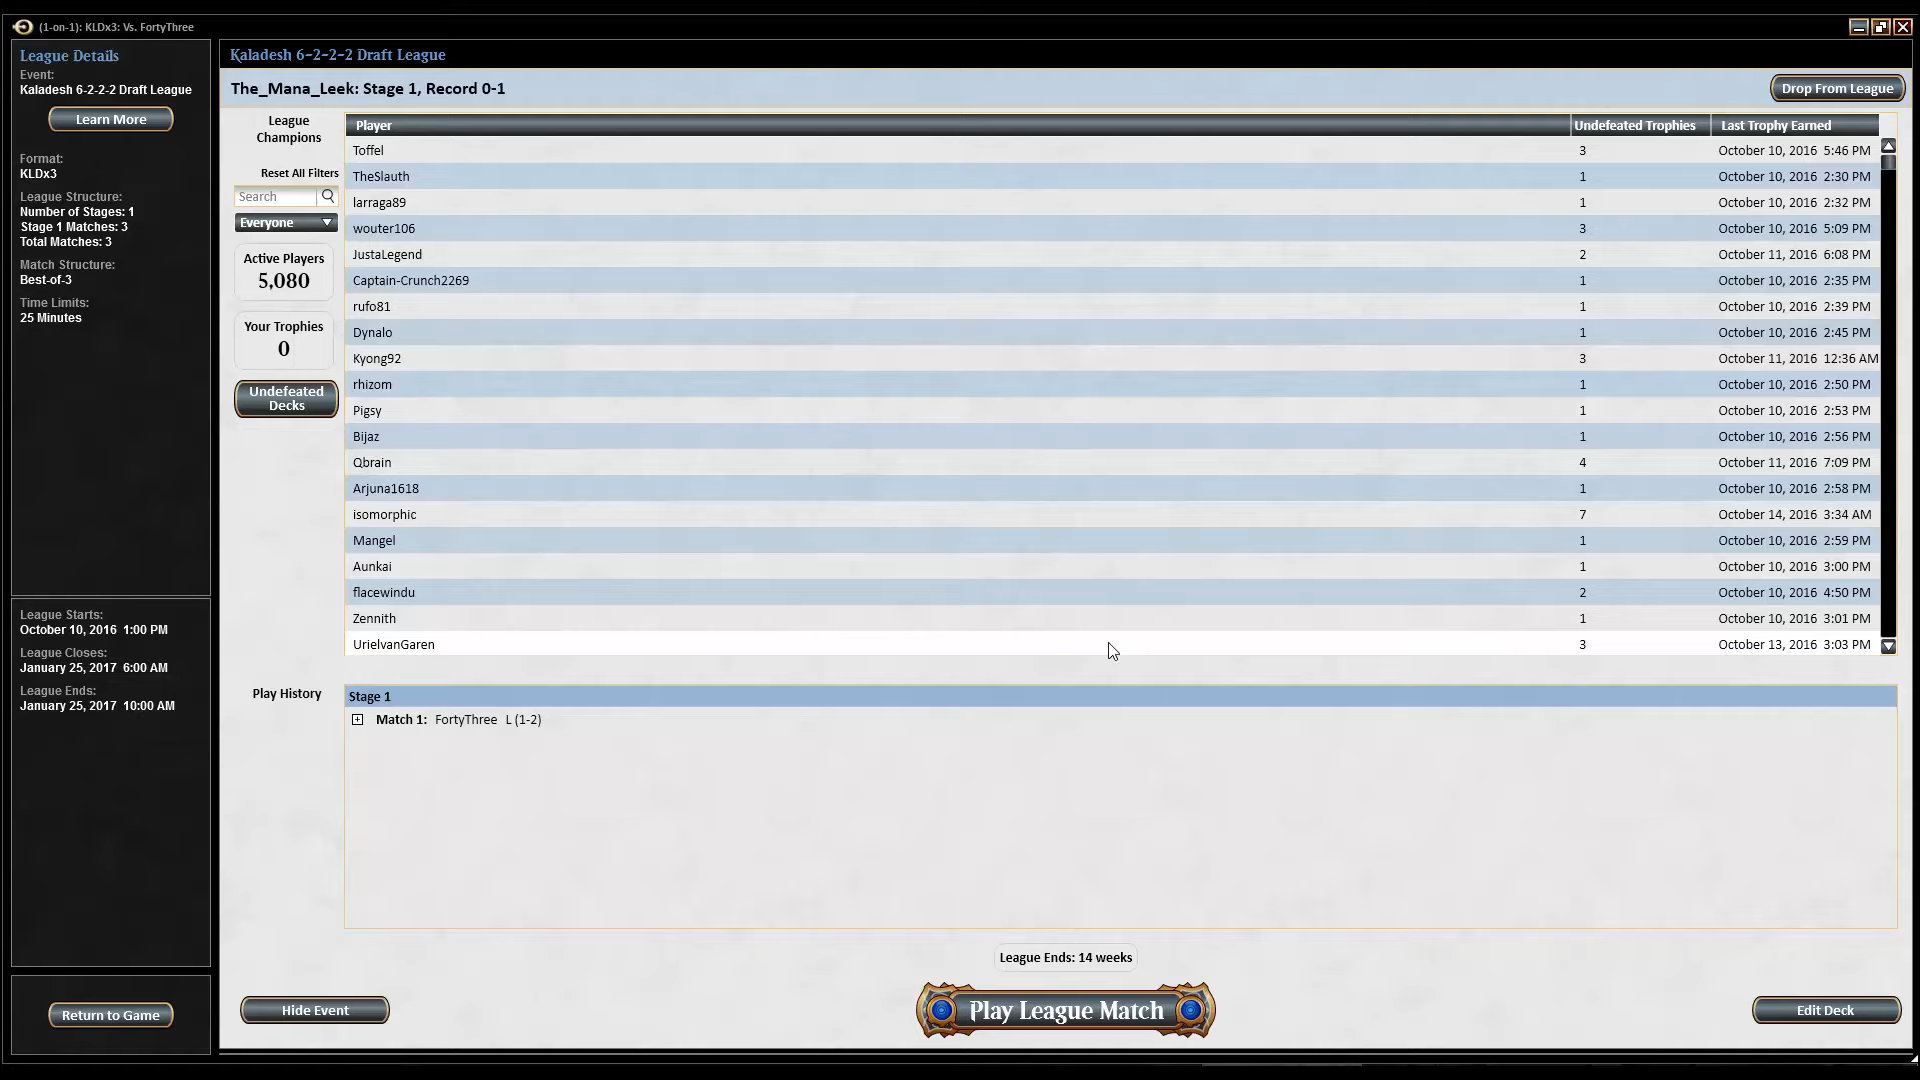 (1-on-1): KLDx3: Vs. FortyThree
League Details
Event:
Kaladesh 6-2-2-2 Draft League
Learn More
Format:
KLDx3
League Structure:
Number of Stages: 1
Stage 1 Matches: 3
Total Matches: 3
Match Structure:
Best-of-3
Time Limits:
25 Minutes
League Starts:
October 10, 2016 1:00 PM
League Closes:
January 25, 2017 6:00 AM
League Ends:
January 25, 2017 10:00 AM
Return to Game
Kaladesh 6-2-2-2 Draft League
The_Mana_Leek: Stage 1, Record 0-1
Drop From League
League
Champions
Reset All Filters
Search
Everyone
Active Players
5,080
Your Trophies
0
Undefeated
Decks
Player Undefeated Trophies Last Trophy Earned
Toffel 3 October 10, 2016 5:46 PM
TheSlauth 1 October 10, 2016 2:30 PM
larraga89 1 October 10, 2016 2:32 PM
wouter106 3 October 10, 2016 5:09 PM
JustaLegend 2 October 11, 2016 6:08 PM
Captain-Crunch2269 1 October 10, 2016 2:35 PM
rufo81 1 October 10, 2016 2:39 PM
Dynalo 1 October 10, 2016 2:45 PM
Kyong92 3 October 11, 2016 12:36 AM
rhizom 1 October 10, 2016 2:50 PM
Pigsy 1 October 10, 2016 2:53 PM
Bijaz 1 October 10, 2016 2:56 PM
Qbrain 4 October 11, 2016 7:09 PM
Arjuna1618 1 October 10, 2016 2:58 PM
isomorphic 7 October 14, 2016 3:34 AM
Mangel 1 October 10, 2016 2:59 PM
Aunkai 1 October 10, 2016 3:00 PM
flacewindu 2 October 10, 2016 4:50 PM
Zennith 1 October 10, 2016 3:01 PM
UrielvanGaren 3 October 13, 2016 3:03 PM
Play History
Stage 1
Match 1: FortyThree L (1-2)
League Ends: 14 weeks
Hide Event
Play League Match
Edit Deck